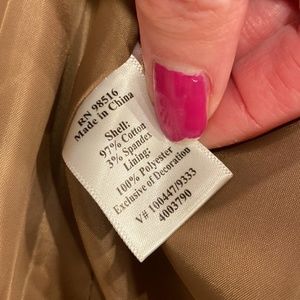 RN 98516
Made in China
Shell:
97% Cotton
3% Spandex
Lining:
100% Polyester
Exclusive of Decoration
V# 100447/9333
4003790